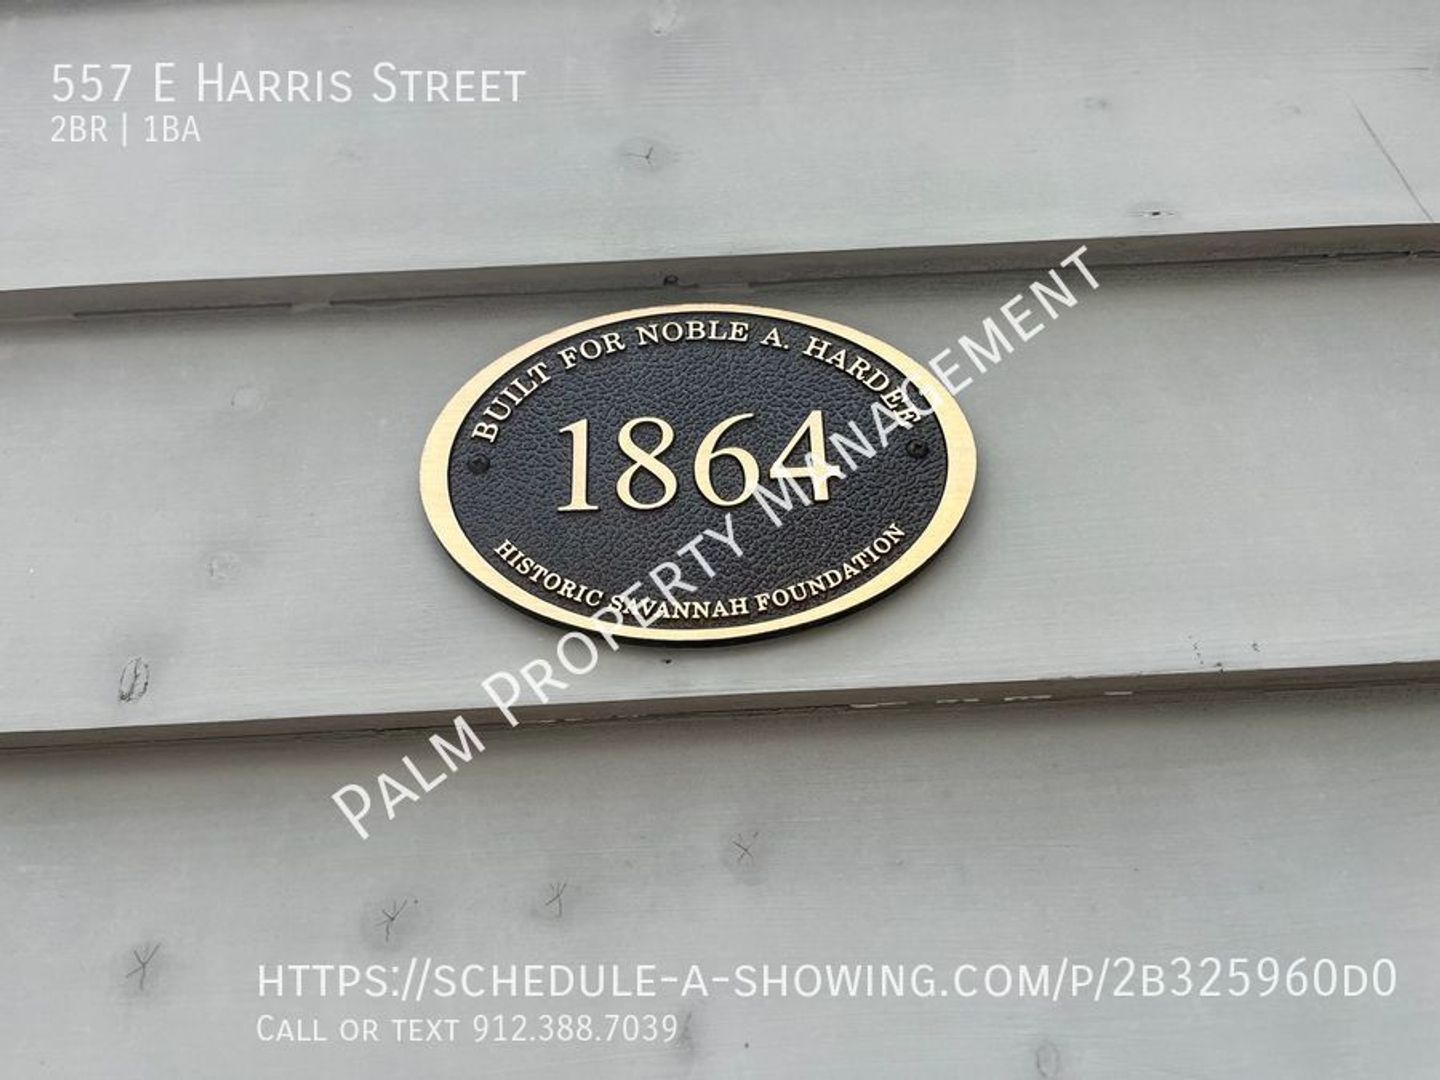 557 E Harris Street
2BR | 1BA
BUILT FOR NOBLE A. HARDEE
1864
HISTORIC SAVANNAH FOUNDATION
Palm Property Management
https://schedule-a-showing.com/p/2b325960d0
Call or text 912.388.7039